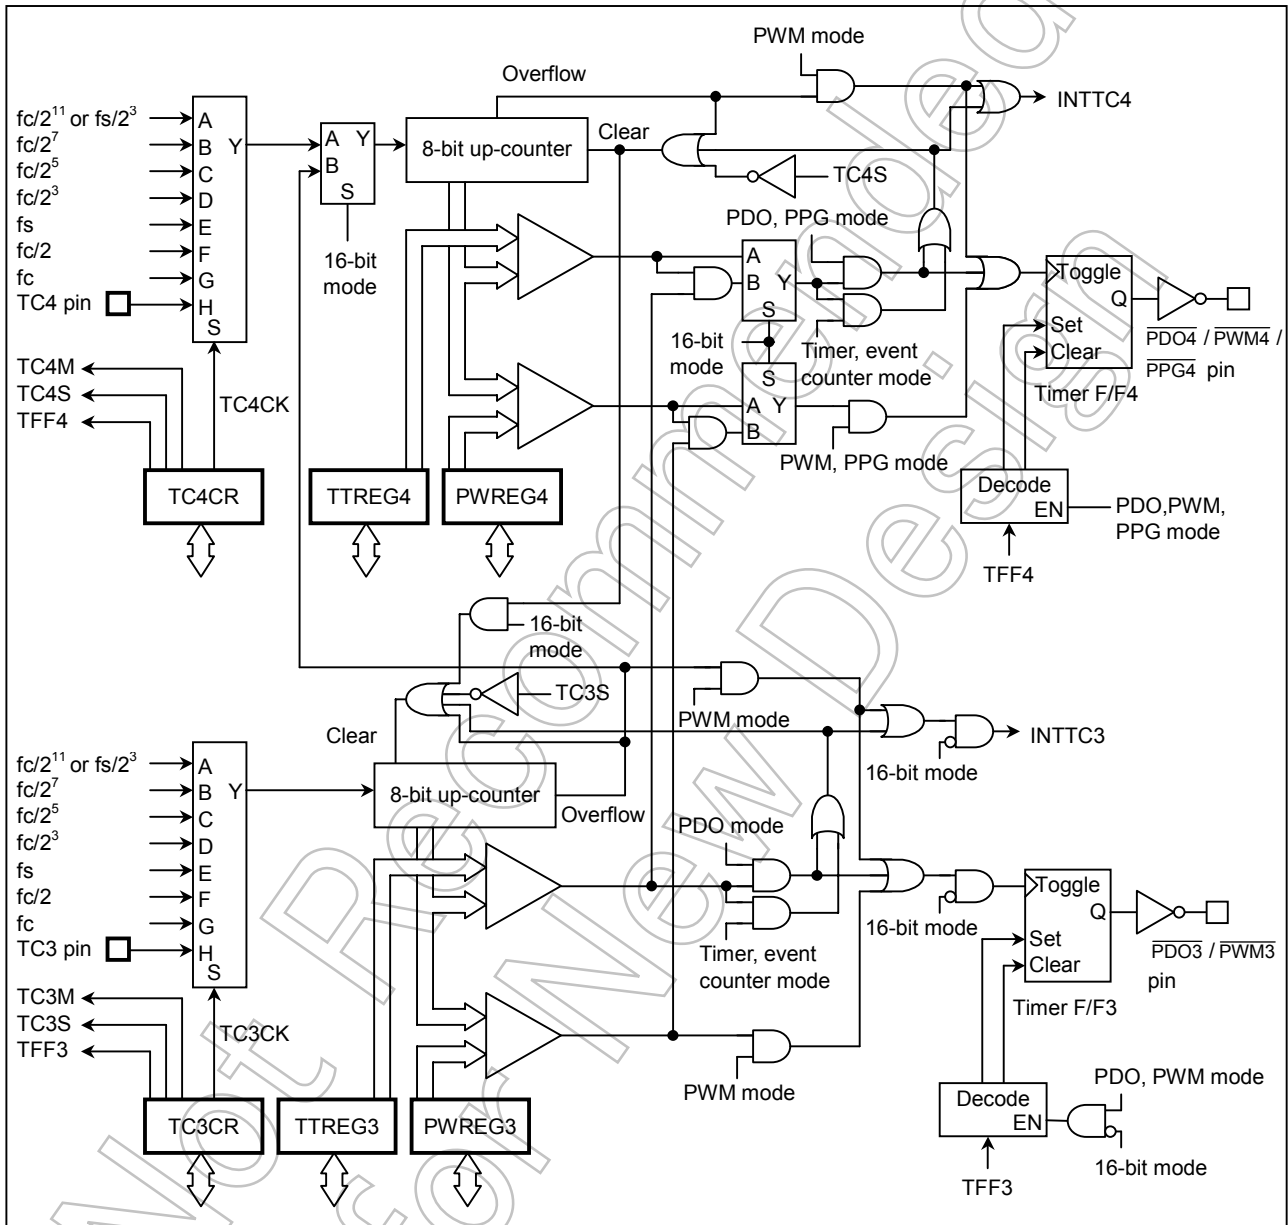 PWM mode
Overflow
INTTC4
fc/2¹¹ or fs/2³
fc/2⁷
fc/2⁵
fc/2³
fs
fc/2
fc
TC4 pin
A
B
C
D
E
F
G
H
S
Y
A
B
Y
S
16-bit
mode
8-bit up-counter
Clear
TC4S
PDO, PPG mode
A
B
Y
S
16-bit
mode
S
A
B
Y
Timer, event
counter mode
PWM, PPG mode
Toggle
Q
Set
Clear
Timer F/F4
PDO4 / PWM4 /
PPG4 pin
TC4M
TC4S
TFF4
TC4CK
TC4CR
TTREG4
PWREG4
Decode
EN
PDO,PWM,
PPG mode
TFF4
16-bit
mode
TC3S
PWM mode
INTTC3
16-bit mode
Clear
fc/2¹¹ or fs/2³
fc/2⁷
fc/2⁵
fc/2³
fs
fc/2
fc
TC3 pin
A
B
C
D
E
F
G
H
S
Y
8-bit up-counter
Overflow
PDO mode
16-bit mode
Timer, event
counter mode
Toggle
Q
Set
Clear
Timer F/F3
PDO3 / PWM3
pin
TC3M
TC3S
TFF3
TC3CK
PWM mode
TC3CR
TTREG3
PWREG3
Decode
EN
PDO, PWM mode
16-bit mode
TFF3
Not Recommended
for New Design